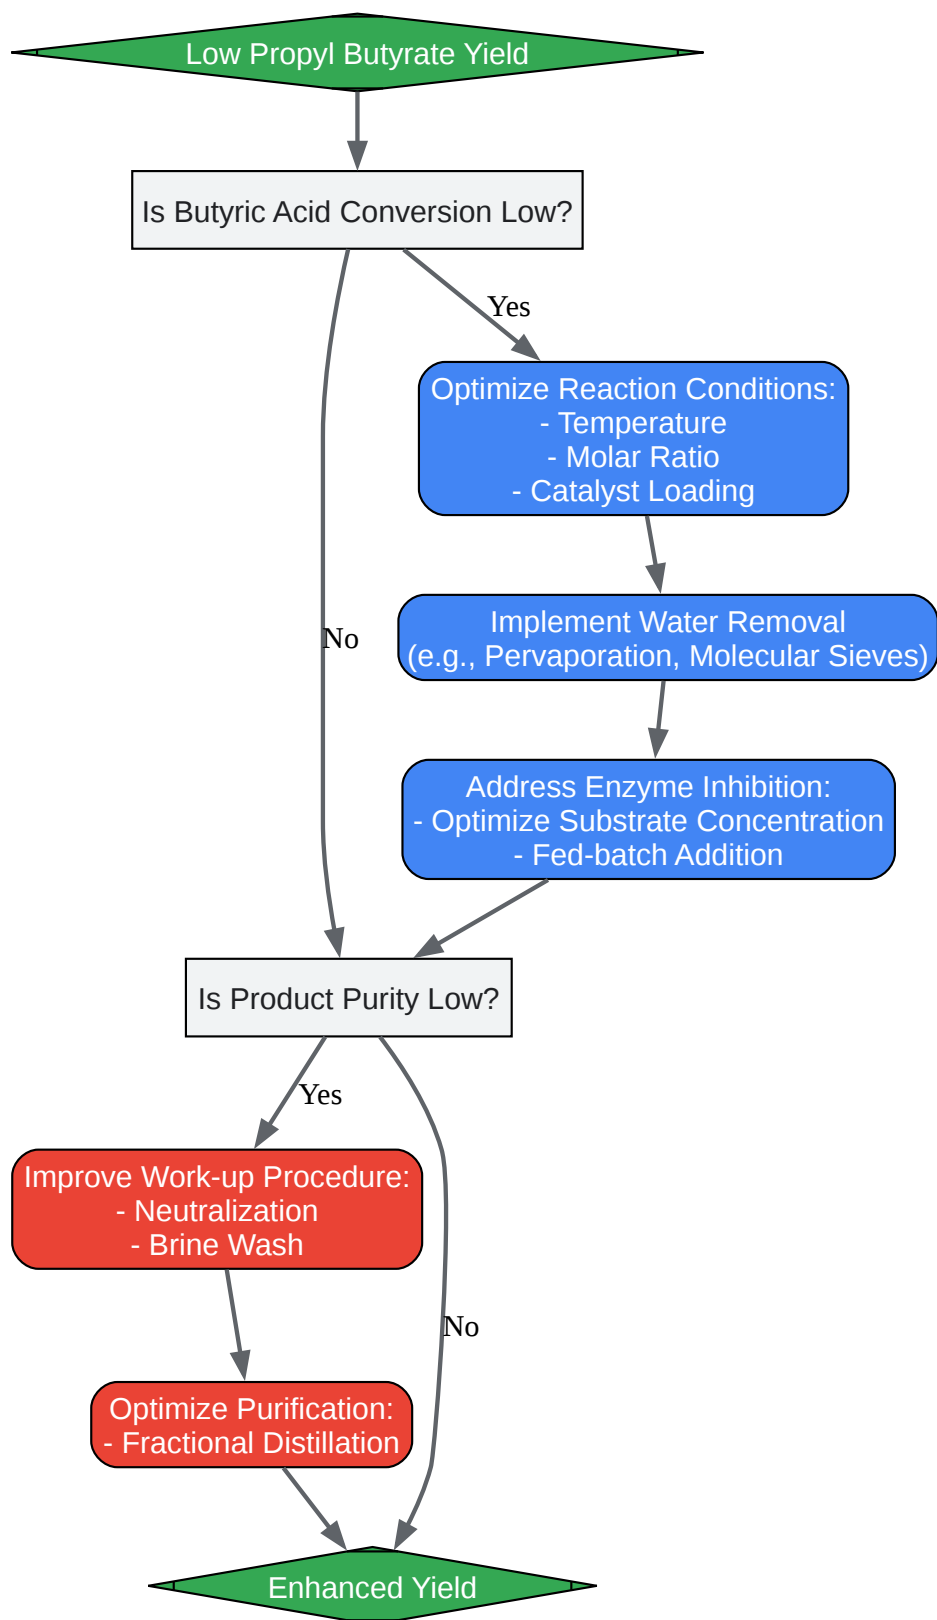 Low Propyl Butyrate Yield
Is Butyric Acid Conversion Low?
Yes
Optimize Reaction Conditions:
- Temperature
- Molar Ratio
- Catalyst Loading
Implement Water Removal
(e.g., Pervaporation, Molecular Sieves)
No
Address Enzyme Inhibition:
- Optimize Substrate Concentration
- Fed-batch Addition
Is Product Purity Low?
Yes
Improve Work-up Procedure:
- Neutralization
- Brine Wash
No
Optimize Purification:
- Fractional Distillation
Enhanced Yield